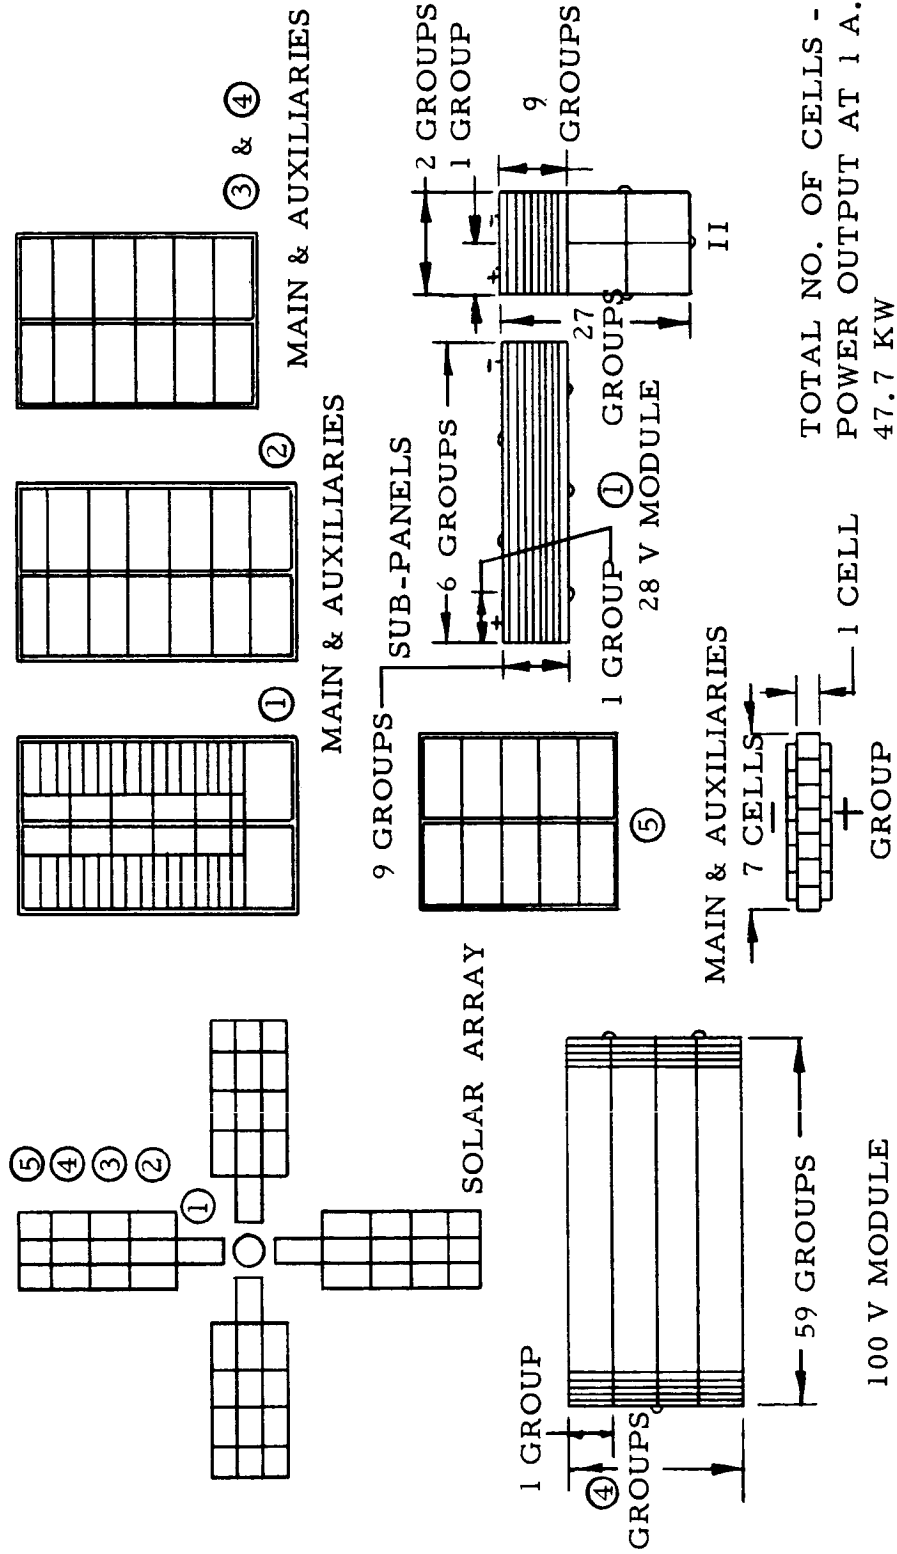 ⑤
④
③
②
①
SOLAR ARRAY
1 GROUP
④
GROUPS
59 GROUPS
100 V MODULE
①
MAIN & AUXILIARIES
②
MAIN & AUXILIARIES
③ & ④
MAIN & AUXILIARIES
⑤
MAIN & AUXILIARIES
SUB-PANELS
9 GROUPS
6 GROUPS
+
-
1 GROUP
①
28 V MODULE
2 GROUPS
1 GROUP
9
GROUPS
+
-
27
GROUPS
II
7 CELLS
1 CELL
-
+
GROUP
TOTAL NO. OF CELLS -
POWER OUTPUT AT 1 A.
47.7 KW